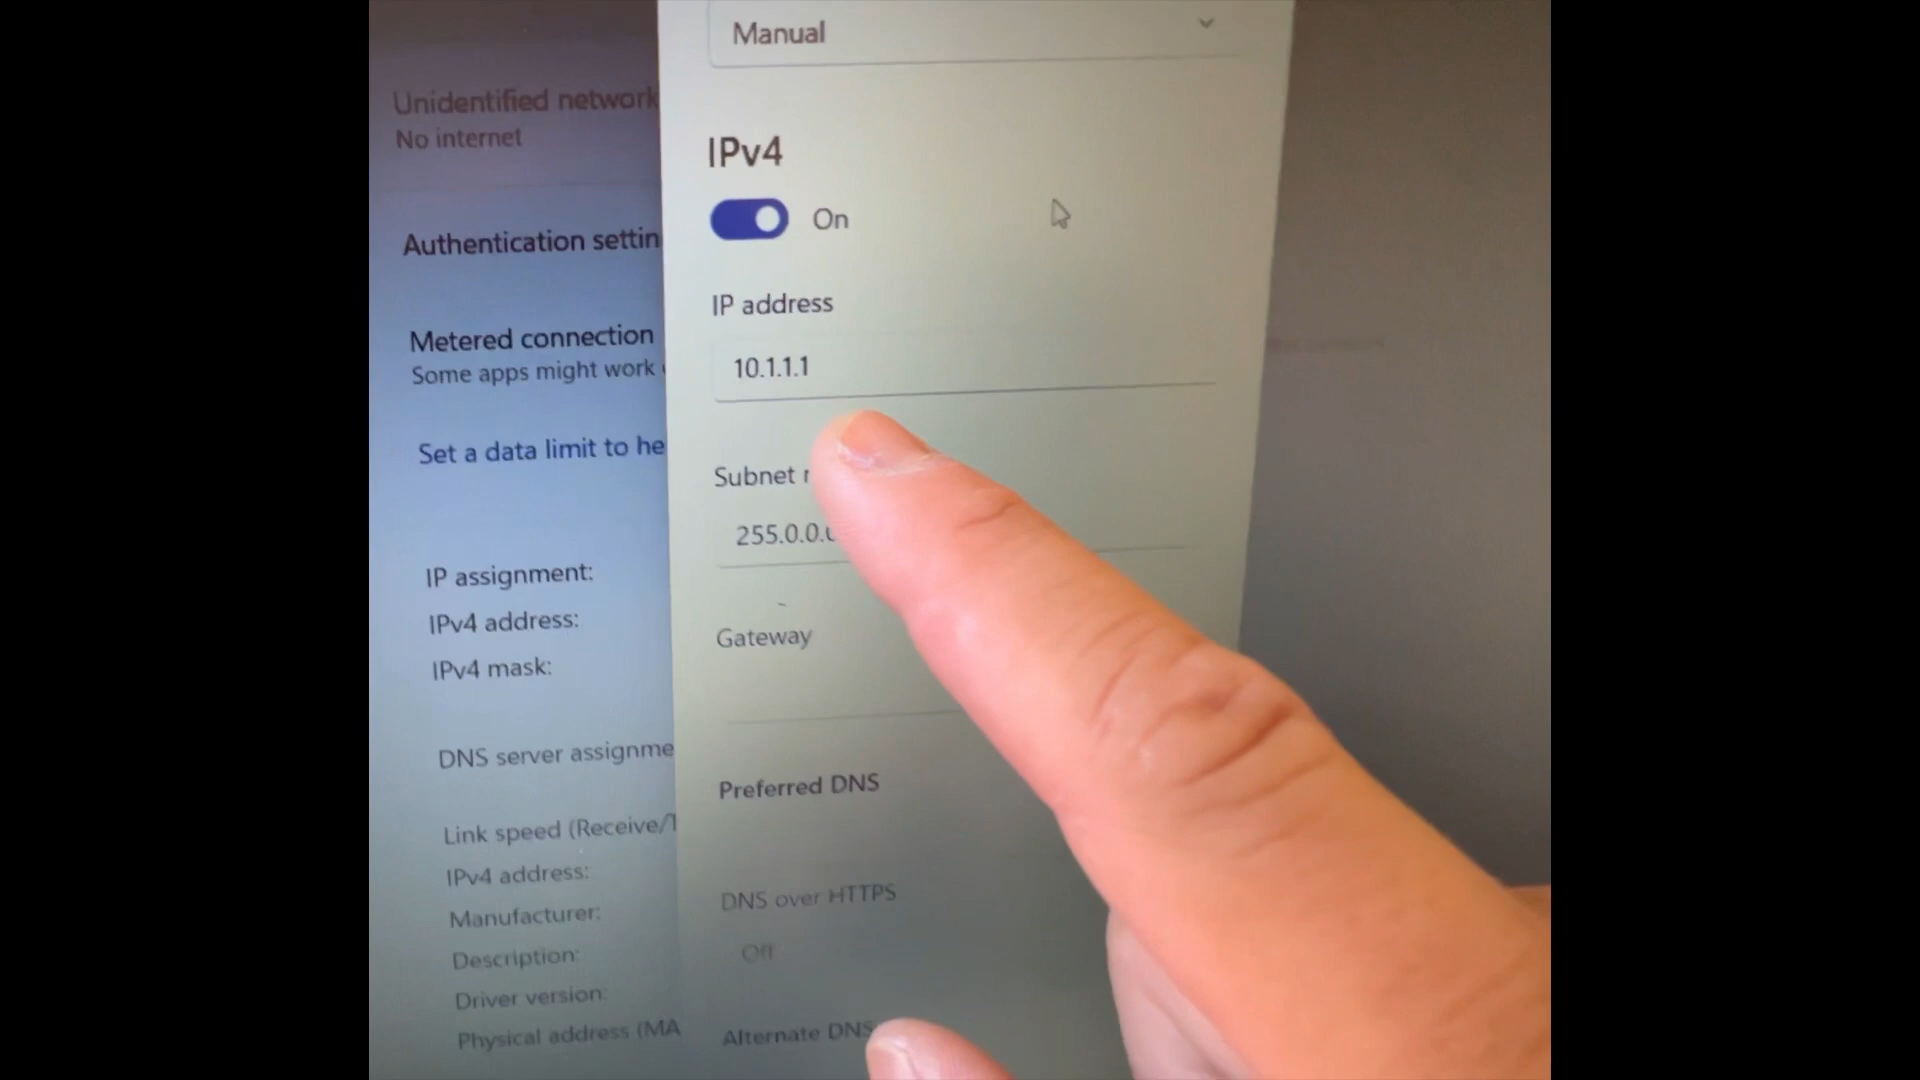 Manual
Unidentified network
No internet
IPv4
On
Authentication settin
IP address
Metered connection
Some apps might work
10.1.1.1
Set a data limit to he
Subnet
255.0.0.
IP assignment:
IPv4 address:
IPv4 mask:
Gateway
DNS server assignme
Preferred DNS
Link speed (Receive/T
IPv4 address:
DNS over HTTPS
Manufacturer:
Off
Description:
Driver version:
Physical address (MA
Alternate DNS